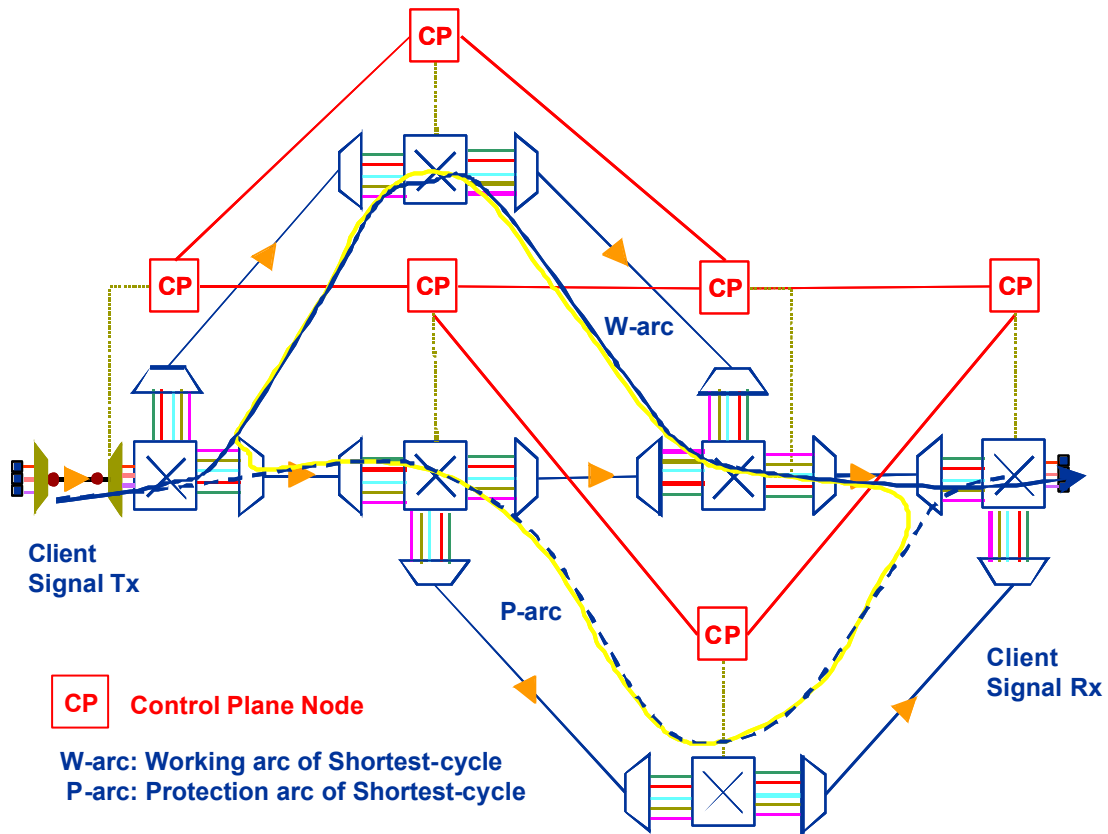 CP
CP
CP
CP
CP
W-arc
Client
Signal Tx
P-arc
CP
Client
Signal Rx
CP Control Plane Node
W-arc: Working arc of Shortest-cycle
P-arc: Protection arc of Shortest-cycle